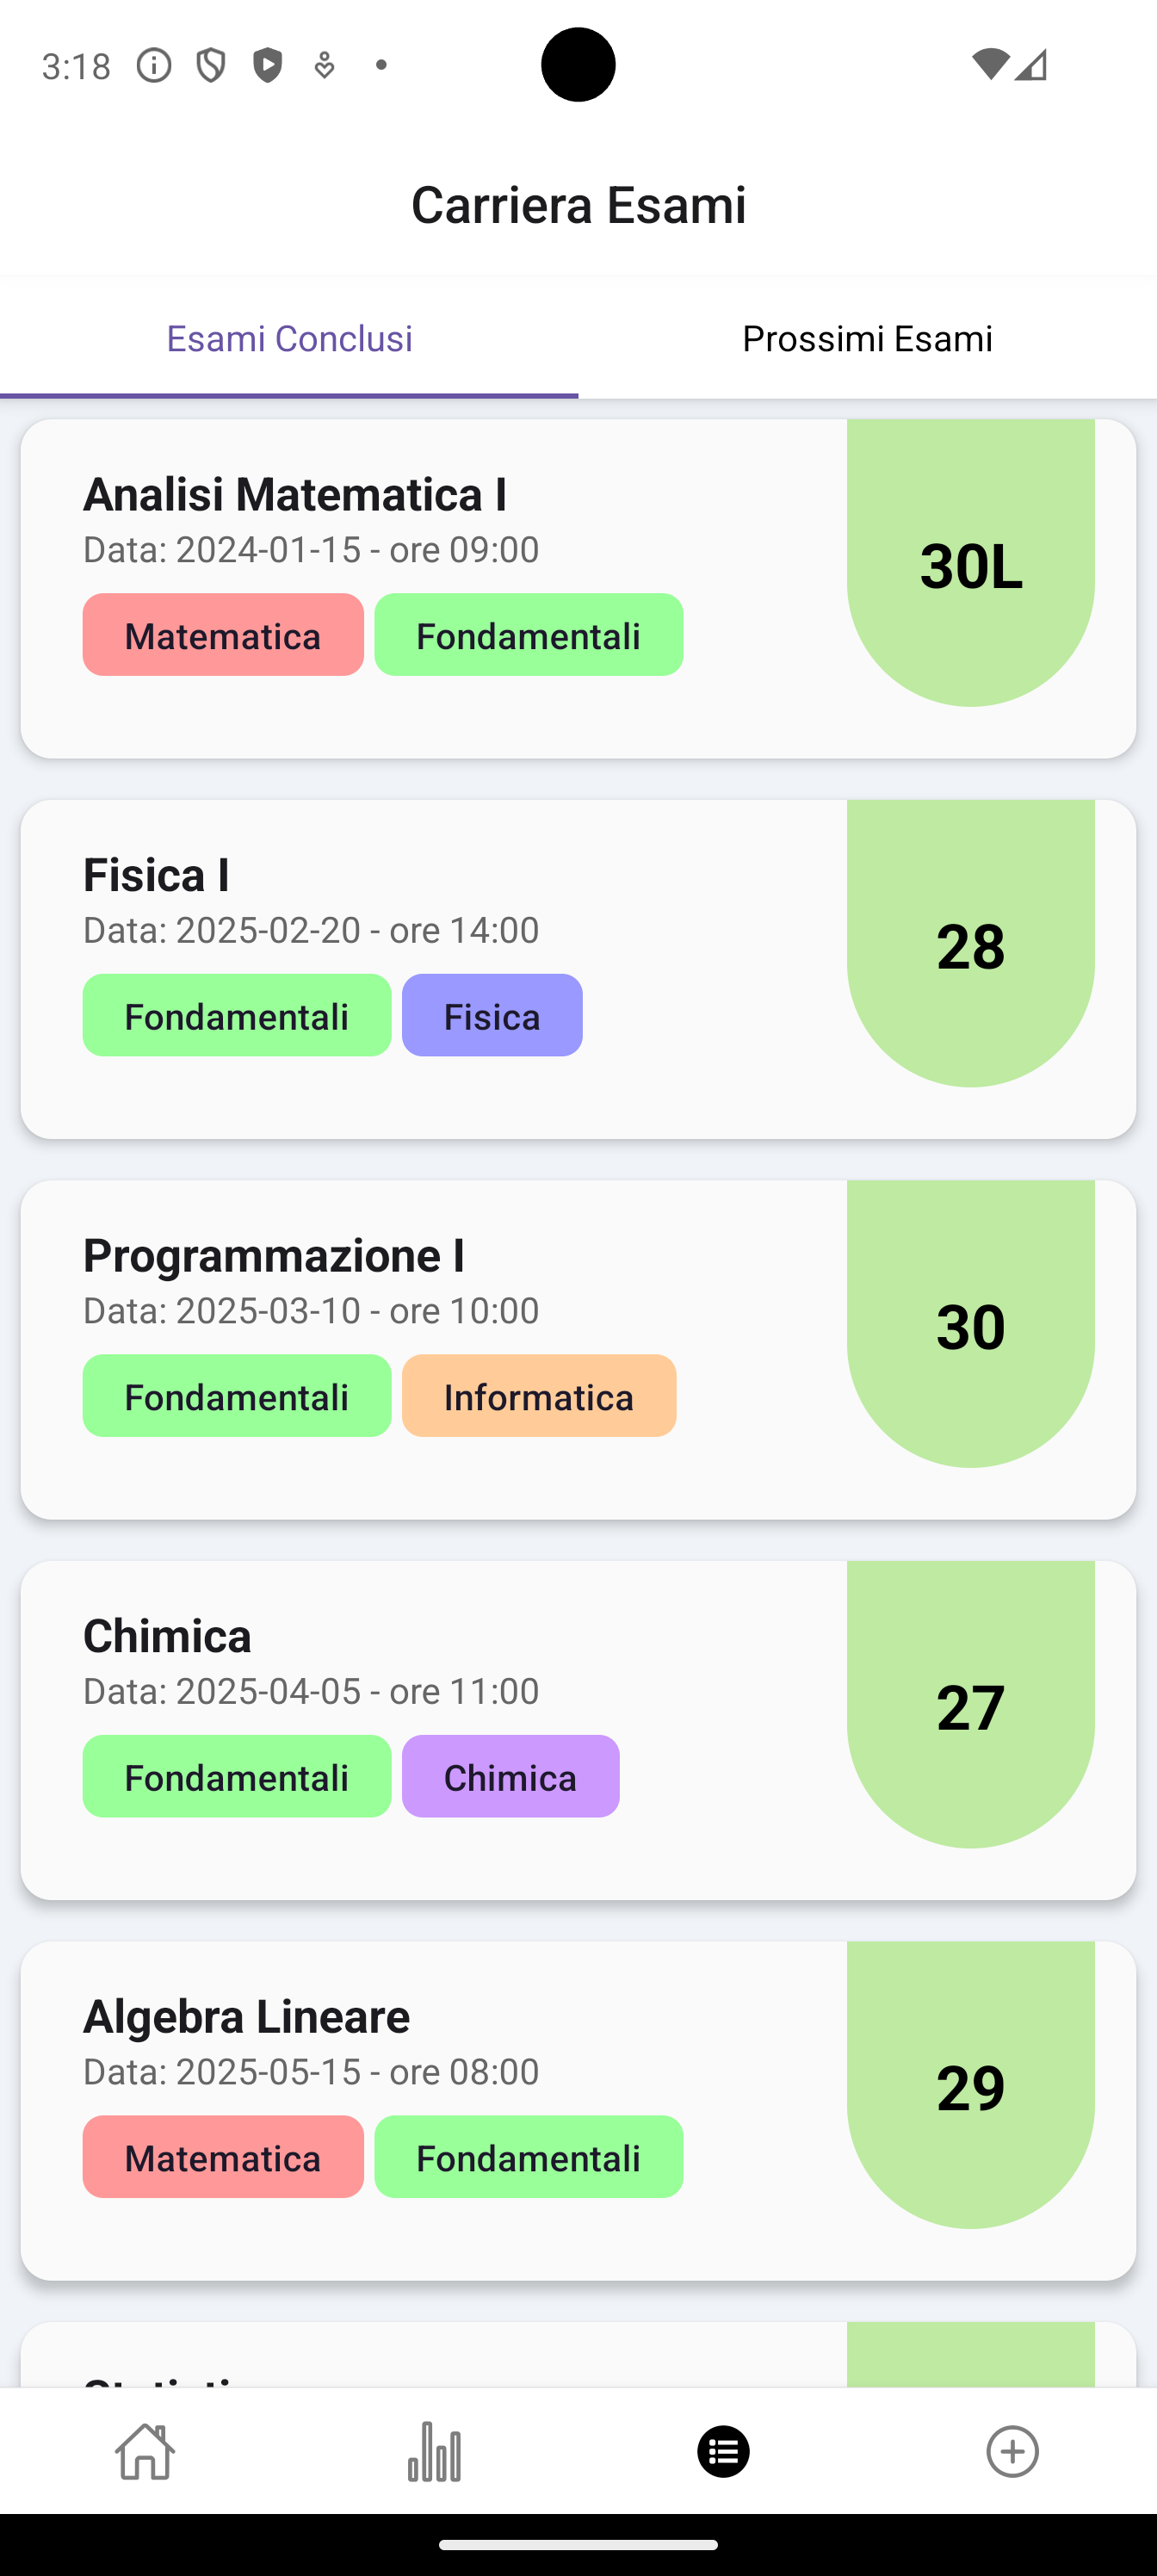 3:18
Carriera Esami
Esami Conclusi
Prossimi Esami
Analisi Matematica I
Data: 2024-01-15 - ore 09:00
Matematica
Fondamentali
30L
Fisica I
Data: 2025-02-20 - ore 14:00
Fondamentali
Fisica
28
Programmazione I
Data: 2025-03-10 - ore 10:00
Fondamentali
Informatica
30
Chimica
Data: 2025-04-05 - ore 11:00
Fondamentali
Chimica
27
Algebra Lineare
Data: 2025-05-15 - ore 08:00
Matematica
Fondamentali
29